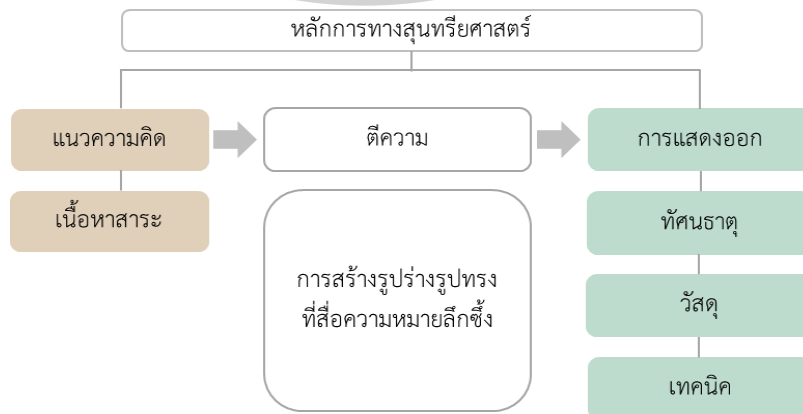 หลักการทางสุนทรียศาสตร์
แนวความคิด
ตีความ
การแสดงออก
เนื้อหาสาระ
การสร้างรูปร่างรูปทรง
ที่สื่อความหมายลึกซึ้ง
ทัศนธาตุ
วัสดุ
เทคนิค